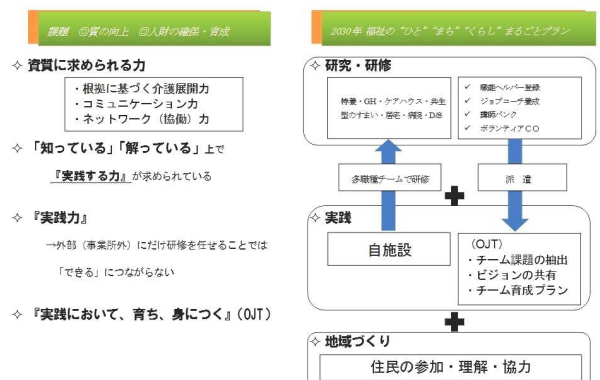 課題　◎質の向上　◎人財の確保・育成
✧ 資質に求められる力
・根拠に基づく介護展開力
・コミュニケーション力
・ネットワーク（協働）力
✧ 「知っている」「解っている」上で
『実践する力』が求められている
✧ 『実践力』
→外部（事業所外）にだけ研修を任せることでは
「できる」につながらない
✧ 『実践において、育ち、身につく』（OJT）
2030年 福祉の“ひと”“まち”“くらし”まるごとプラン
✧ 研究・研修
特養・GH・ケアハウス・共生
型のすまい・居宅・病院・D/S
✓ 職能ヘルパー登録
✓ ジョブコーチ養成
✓ 講師バンク
✓ ボランティアCO
多職種チームで研修
派　遣
✧ 実践
自施設
（OJT）
・チーム課題の抽出
・ビジョンの共有
・チーム育成プラン
✧ 地域づくり
住民の参加・理解・協力